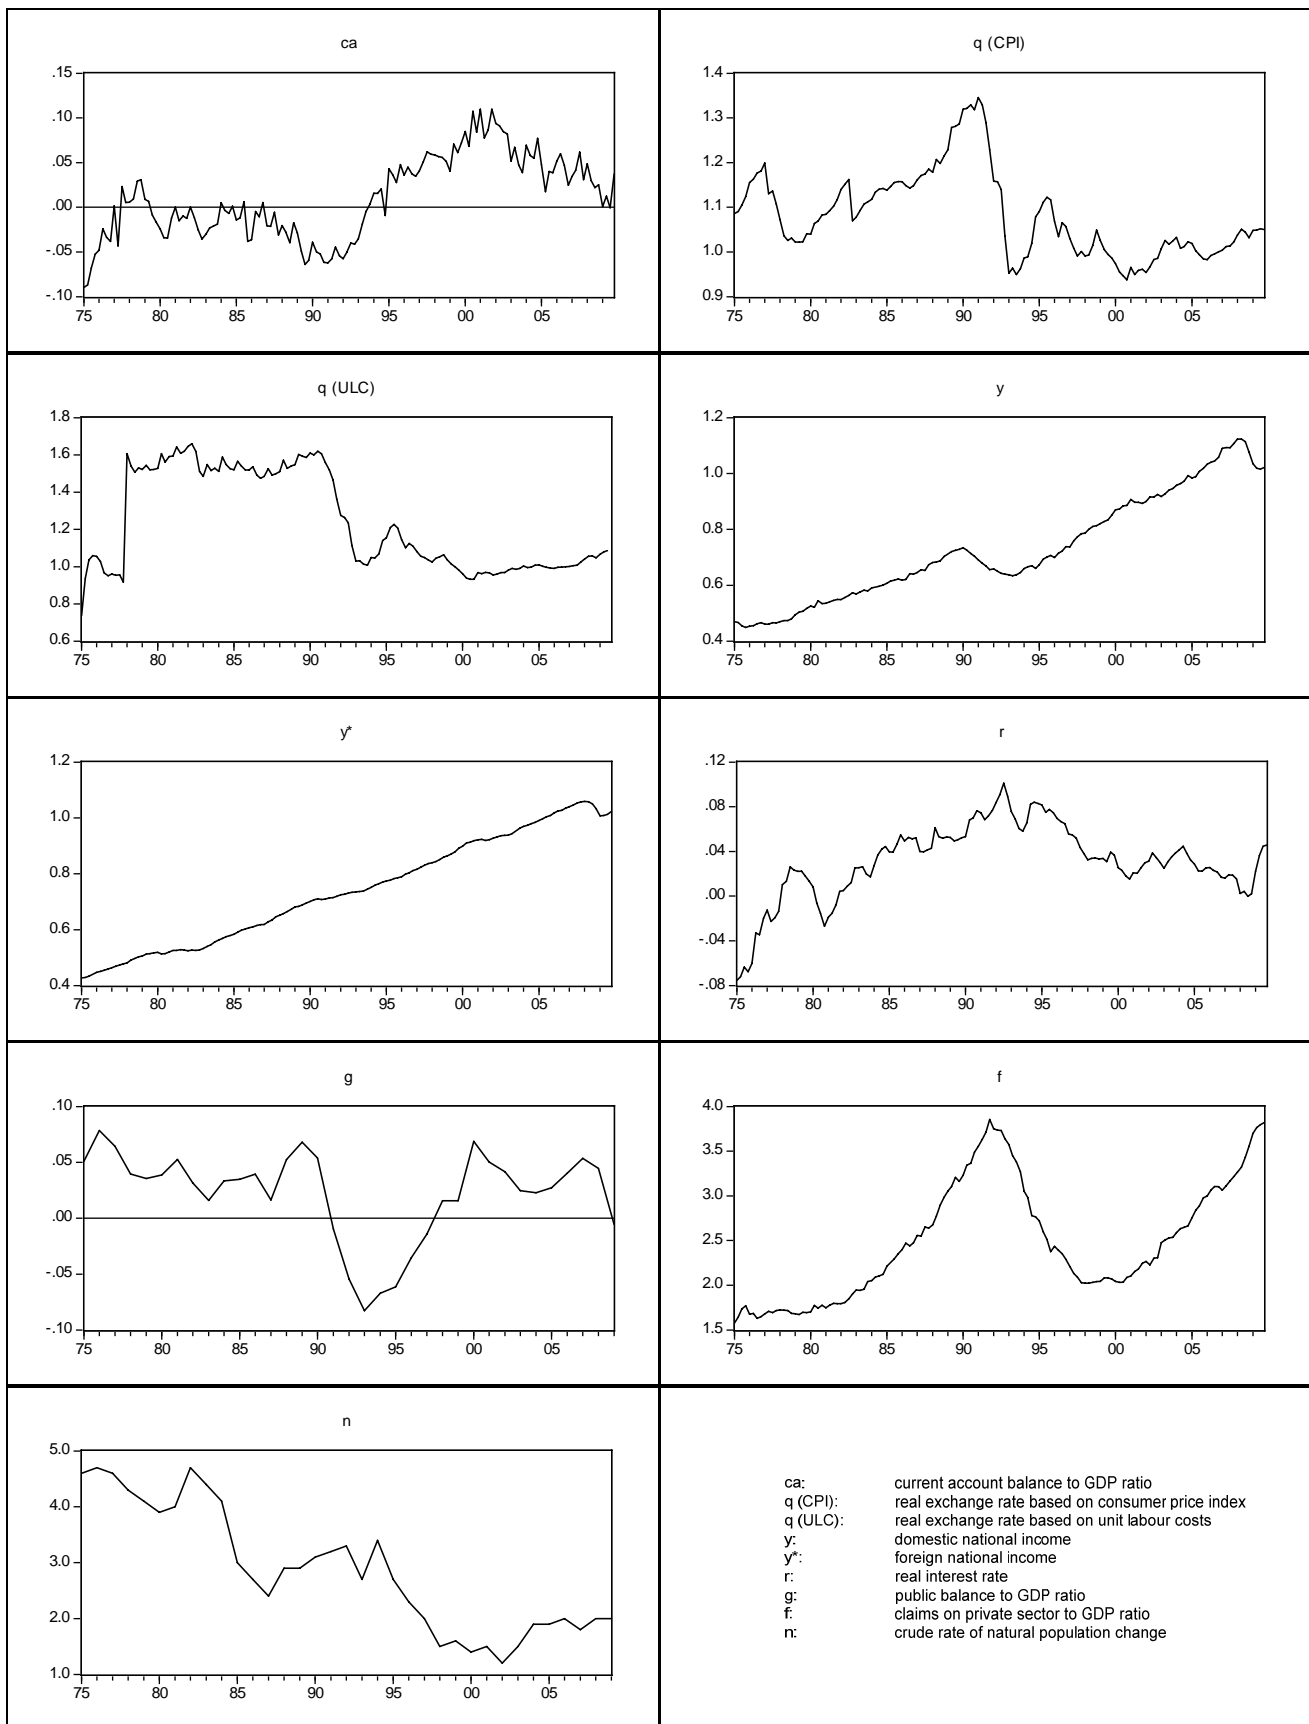 ca
.15
.10
.05
.00
-.05
-.10
75 80 85 90 95 00 05
q (CPI)
1.4
1.3
1.2
1.1
1.0
0.9
75 80 85 90 95 00 05
q (ULC)
1.8
1.6
1.4
1.2
1.0
0.8
0.6
75 80 85 90 95 00 05
y
1.2
1.0
0.8
0.6
0.4
75 80 85 90 95 00 05
y*
1.2
1.0
0.8
0.6
0.4
75 80 85 90 95 00 05
r
.12
.08
.04
.00
-.04
-.08
75 80 85 90 95 00 05
g
.10
.05
.00
-.05
-.10
75 80 85 90 95 00 05
f
4.0
3.5
3.0
2.5
2.0
1.5
75 80 85 90 95 00 05
n
5.0
4.0
3.0
2.0
1.0
75 80 85 90 95 00 05
ca: current account balance to GDP ratio
q (CPI): real exchange rate based on consumer price index
q (ULC): real exchange rate based on unit labour costs
y: domestic national income
y*: foreign national income
r: real interest rate
g: public balance to GDP ratio
f: claims on private sector to GDP ratio
n: crude rate of natural population change